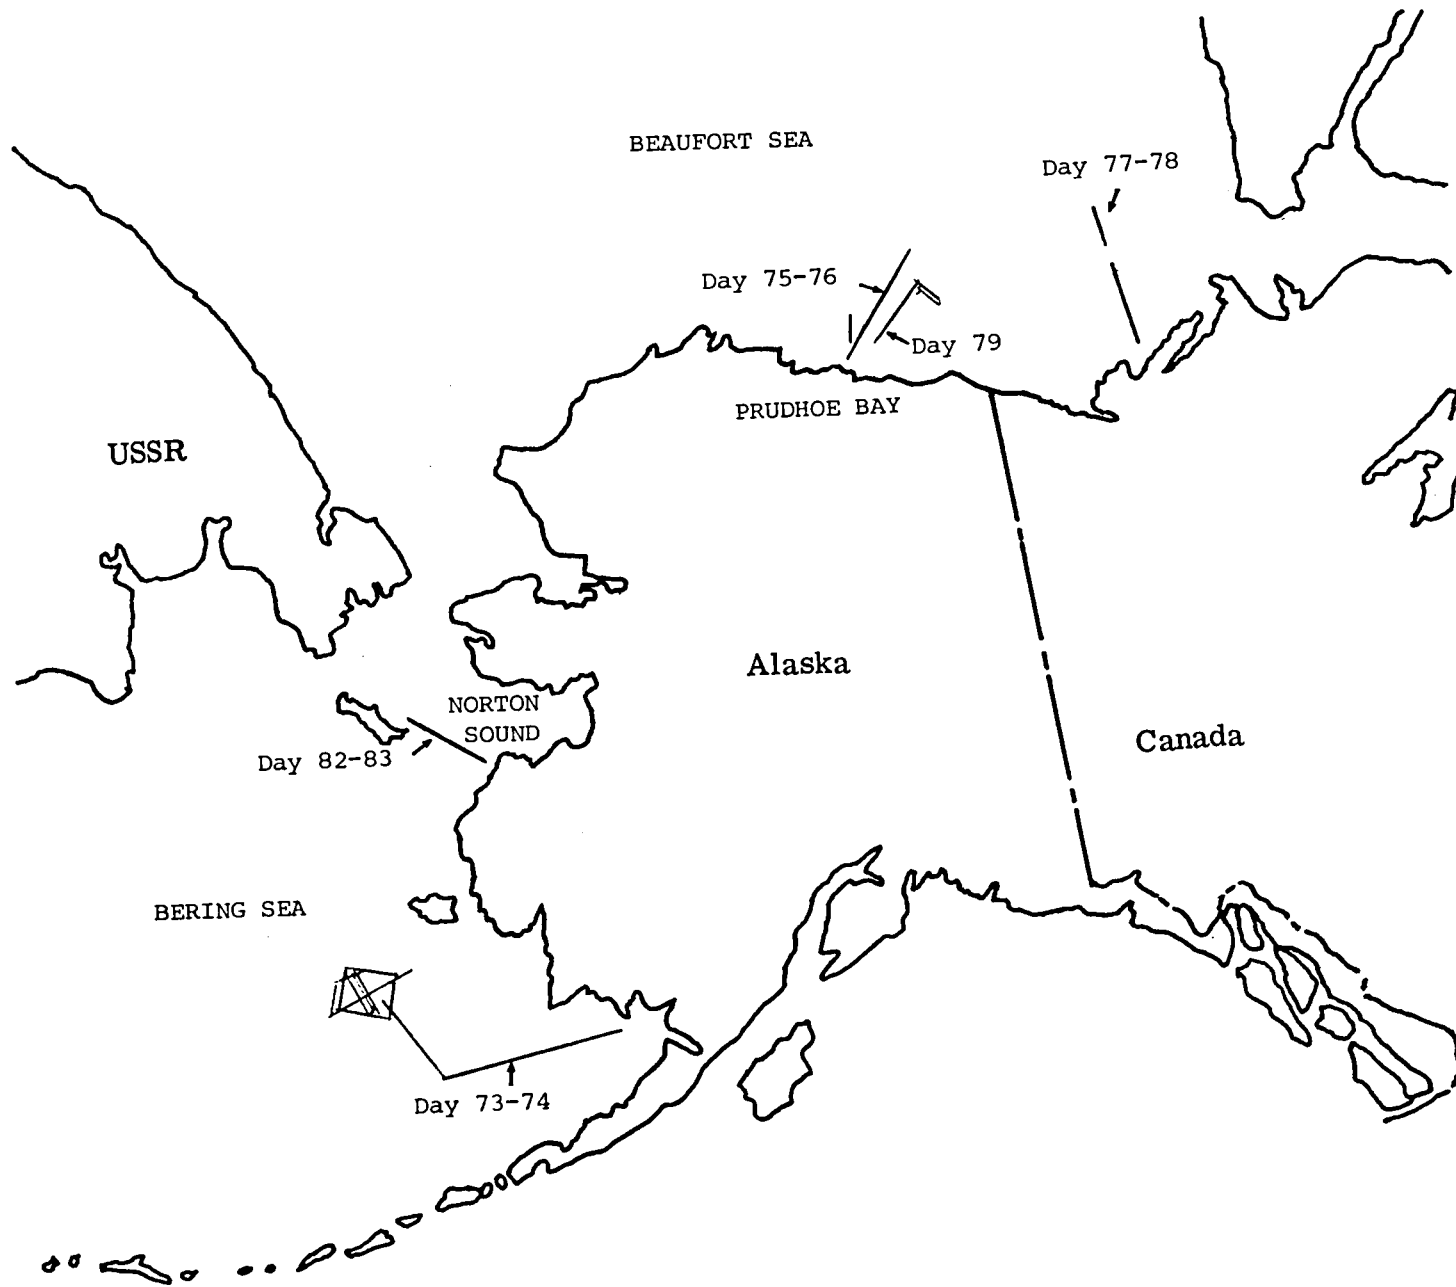 BEAUFORT SEA
Day 77-78
Day 75-76
Day 79
PRUDHOE BAY
USSR
Alaska
NORTON
SOUND
Canada
Day 82-83
BERING SEA
Day 73-74